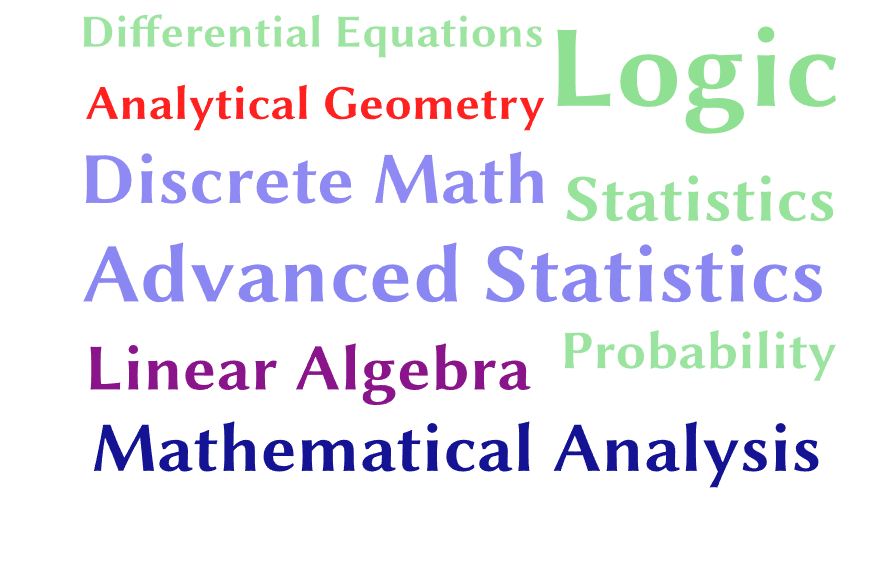 Differential Equations
Logic
Analytical Geometry
Discrete Math
Statistics
Advanced Statistics
Probability
Linear Algebra
Mathematical Analysis